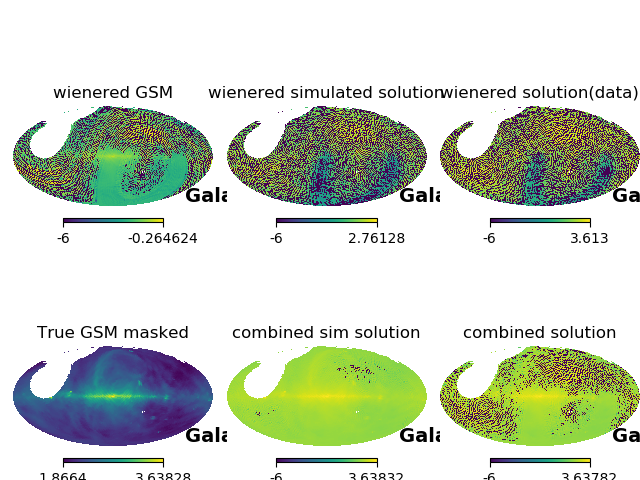 wienered GSM
wienered simulated solution
wienered solution(data)
Gala
Gala
Ga
-6 -0.264624
-6 2.76128
-6 3.613
True GSM masked
combined sim solution
combined solution
Gala
Gala
Ga
1.8664 3.63828
-6 3.63832
-6 3.63782